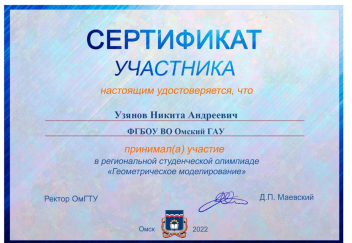 СЕРТИФИКАТ
УЧАСТНИКА
настоящим удостоверяется, что
Узянов Никита Андреевич
ФГБОУ ВО Омский ГАУ
принимал(а) участие
в региональной студенческой олимпиаде
«Геометрическое моделирование»
Ректор ОмГТУ
Д.П. Маевский
Омск
2022